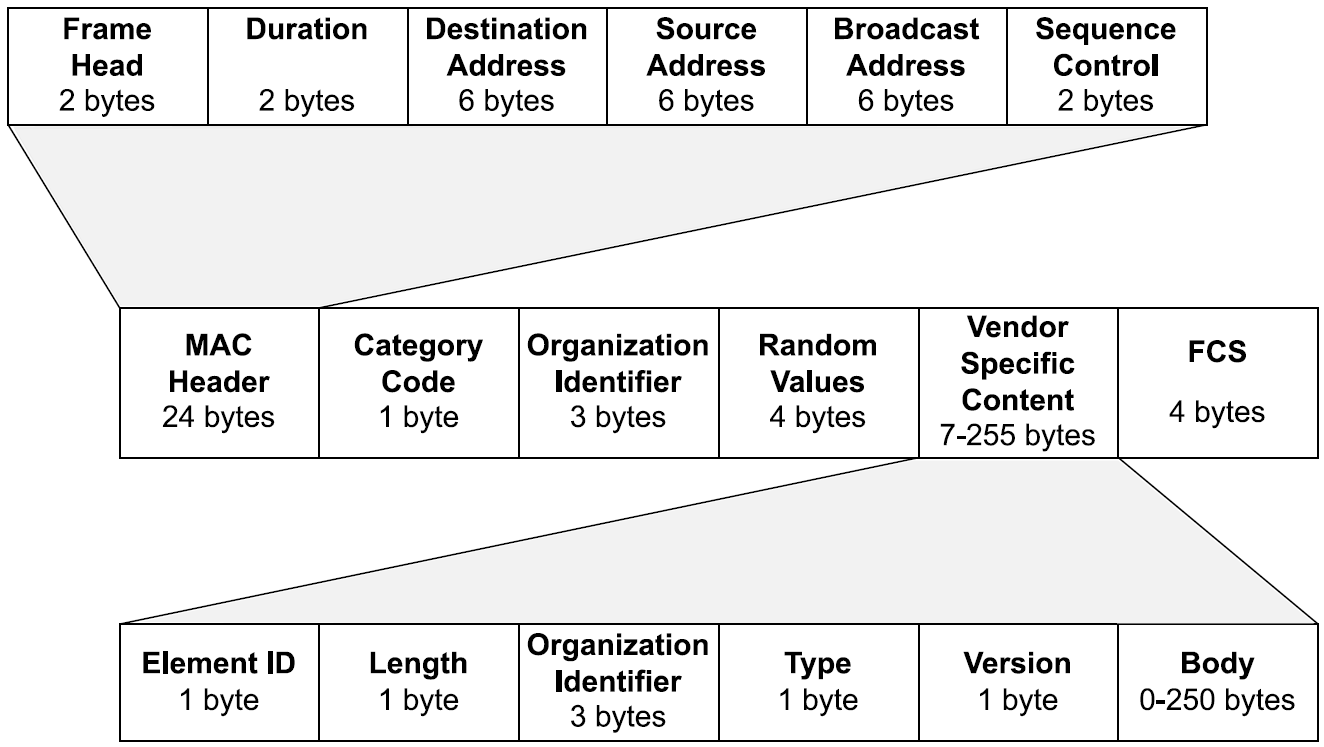 Frame
Head
2 bytes
Duration
2 bytes
Destination
Address
6 bytes
Source
Address
6 bytes
Broadcast
Address
6 bytes
Sequence
Control
2 bytes
MAC
Header
24 bytes
Category
Code
1 byte
Organization
Identifier
3 bytes
Random
Values
4 bytes
Vendor
Specific
Content
7-255 bytes
FCS
4 bytes
Element ID
1 byte
Length
1 byte
Organization
Identifier
3 bytes
Type
1 byte
Version
1 byte
Body
0-250 bytes